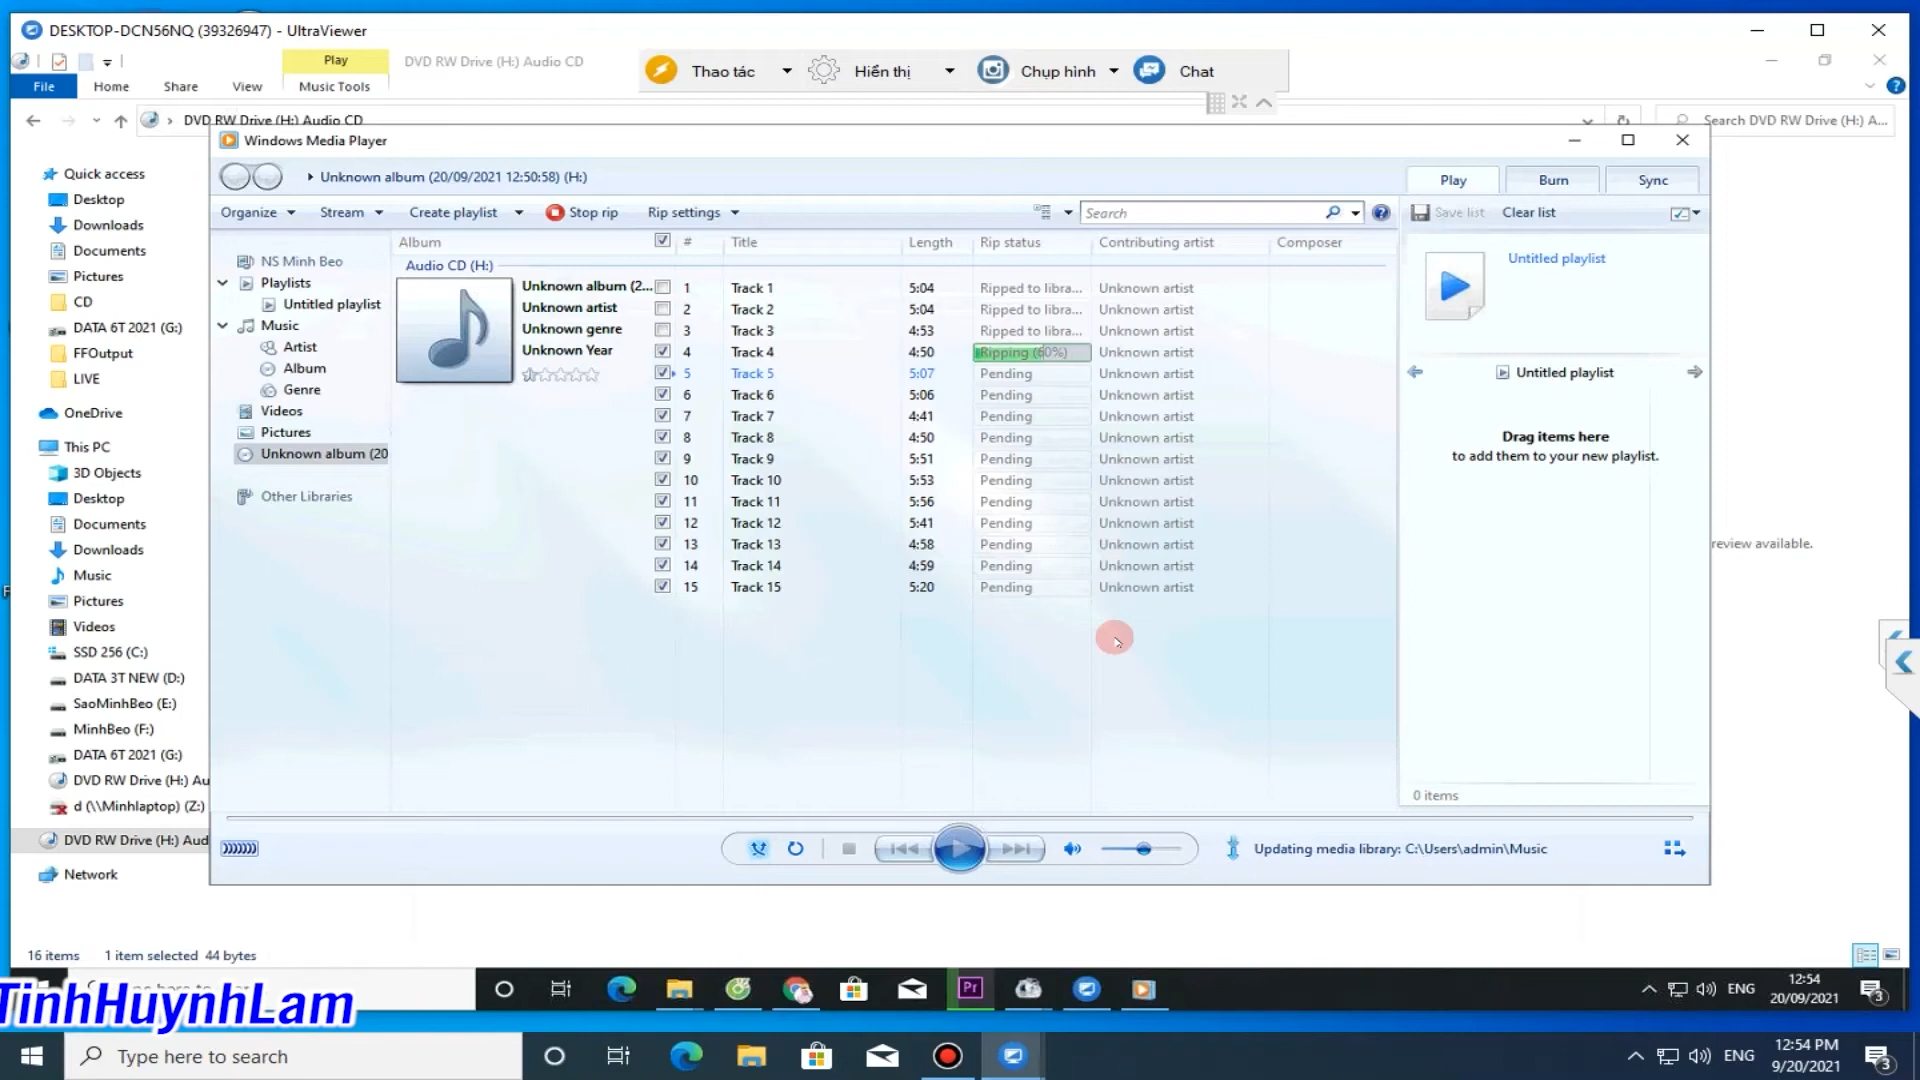 DESKTOP-DCN56NQ (39326947) - UltraViewer
Play
DVD RW Drive (H:) Audio CD
Thao tác
Hiển thị
Chụp hình
Chat
File
Home
Share
View
Music Tools
DVD RW Drive (H:) Audio CD
Search DVD RW Drive (H:) A...
Windows Media Player
Unknown album (20/09/2021 12:50:58) (H:)
Play
Burn
Sync
Organize
Stream
Create playlist
Stop rip
Rip settings
Search
Save list
Clear list
Quick access
Desktop
Downloads
Documents
Pictures
CD
DATA 6T 2021 (G:)
FFOutput
LIVE
OneDrive
This PC
3D Objects
Desktop
Documents
Downloads
Music
Pictures
Videos
SSD 256 (C:)
DATA 3T NEW (D:)
SaoMinhBeo (E:)
MinhBeo (F:)
DATA 6T 2021 (G:)
DVD RW Drive (H:) Au
d (\\Minhlaptop) (Z:)
DVD RW Drive (H:) Aud
Network
NS Minh Beo
Playlists
Untitled playlist
Music
Artist
Album
Genre
Videos
Pictures
Unknown album (20
Other Libraries
Album # Title Length Rip status Contributing artist Composer
Audio CD (H:)
Unknown album (2...
Unknown artist
Unknown genre
Unknown Year
1 Track 1 5:04 Ripped to libra... Unknown artist
2 Track 2 5:04 Ripped to libra... Unknown artist
3 Track 3 4:53 Ripped to libra... Unknown artist
4 Track 4 4:50 Ripping (60%) Unknown artist
5 Track 5 5:07 Pending Unknown artist
6 Track 6 5:06 Pending Unknown artist
7 Track 7 4:41 Pending Unknown artist
8 Track 8 4:50 Pending Unknown artist
9 Track 9 5:51 Pending Unknown artist
10 Track 10 5:53 Pending Unknown artist
11 Track 11 5:56 Pending Unknown artist
12 Track 12 5:41 Pending Unknown artist
13 Track 13 4:58 Pending Unknown artist
14 Track 14 4:59 Pending Unknown artist
15 Track 15 5:20 Pending Unknown artist
Untitled playlist
Untitled playlist
Drag items here
to add them to your new playlist.
0 items
review available.
Updating media library: C:\Users\admin\Music
16 items 1 item selected 44 bytes
TinhHuynhLam
Pr
ENG
12:54
20/09/2021
3
Type here to search
ENG
12:54 PM
9/20/2021
3